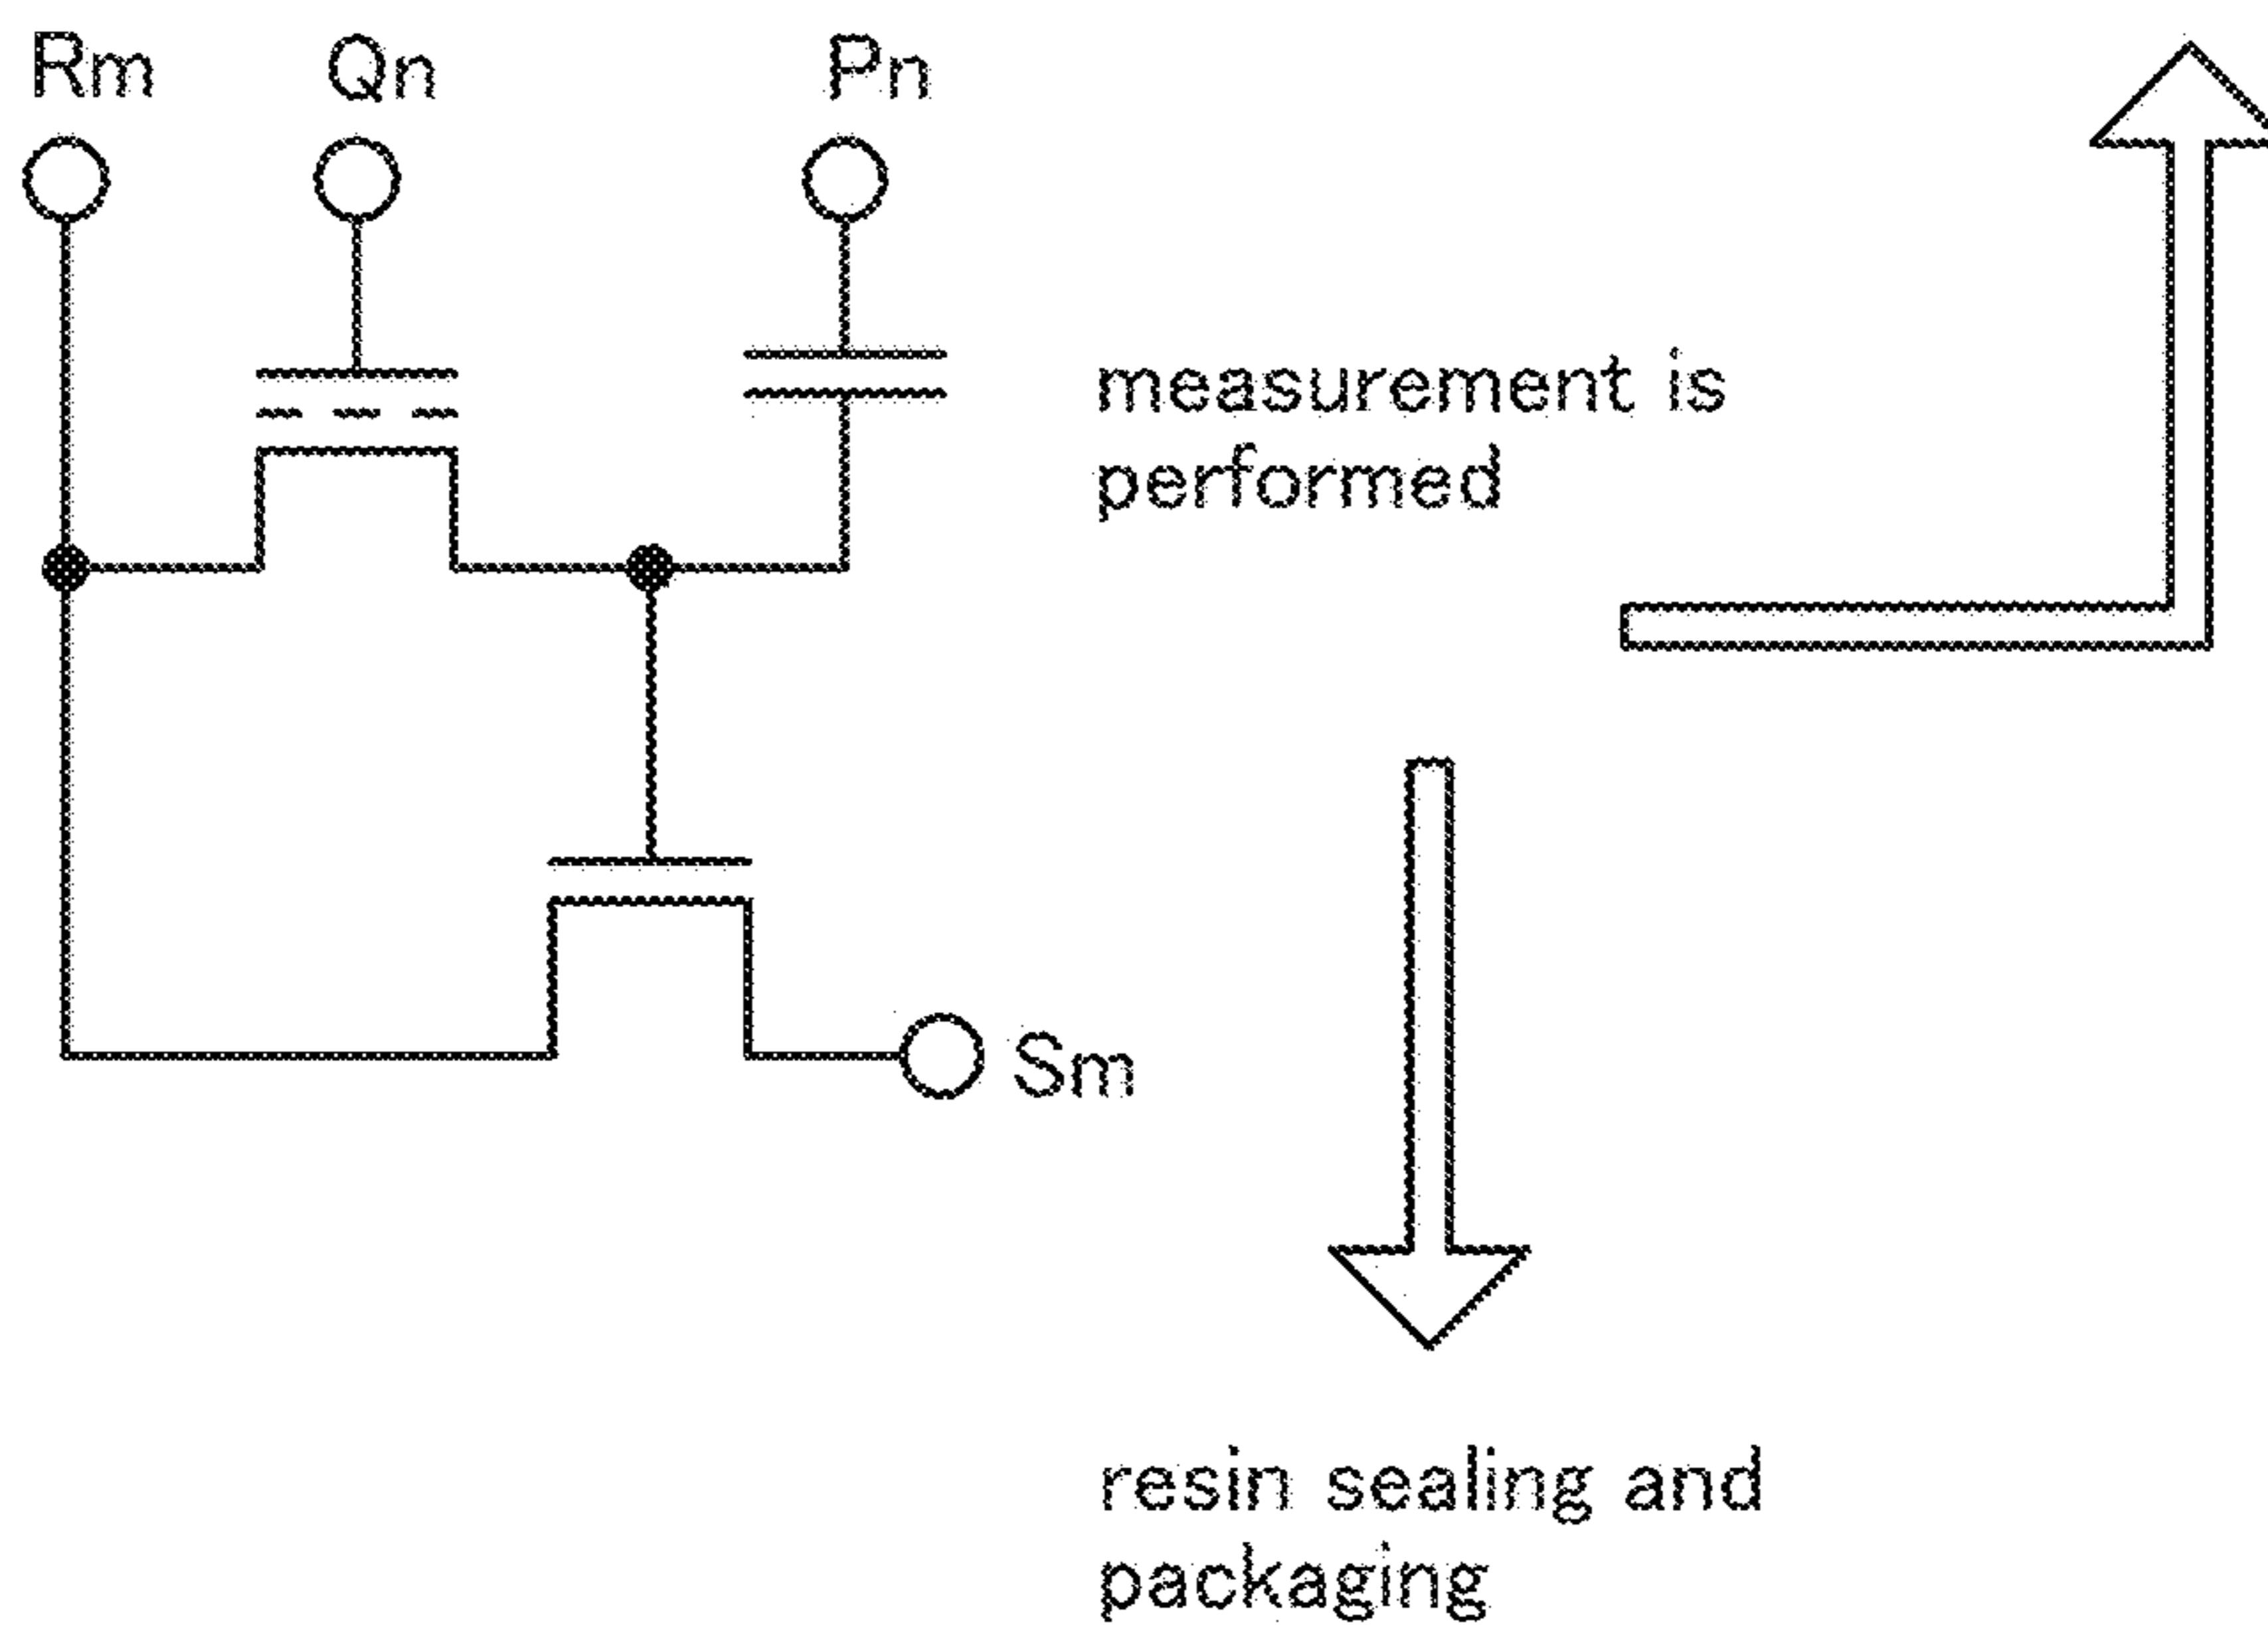 Rm Qn Pn
measurement is
performed
Sm
resin sealing and
packaging